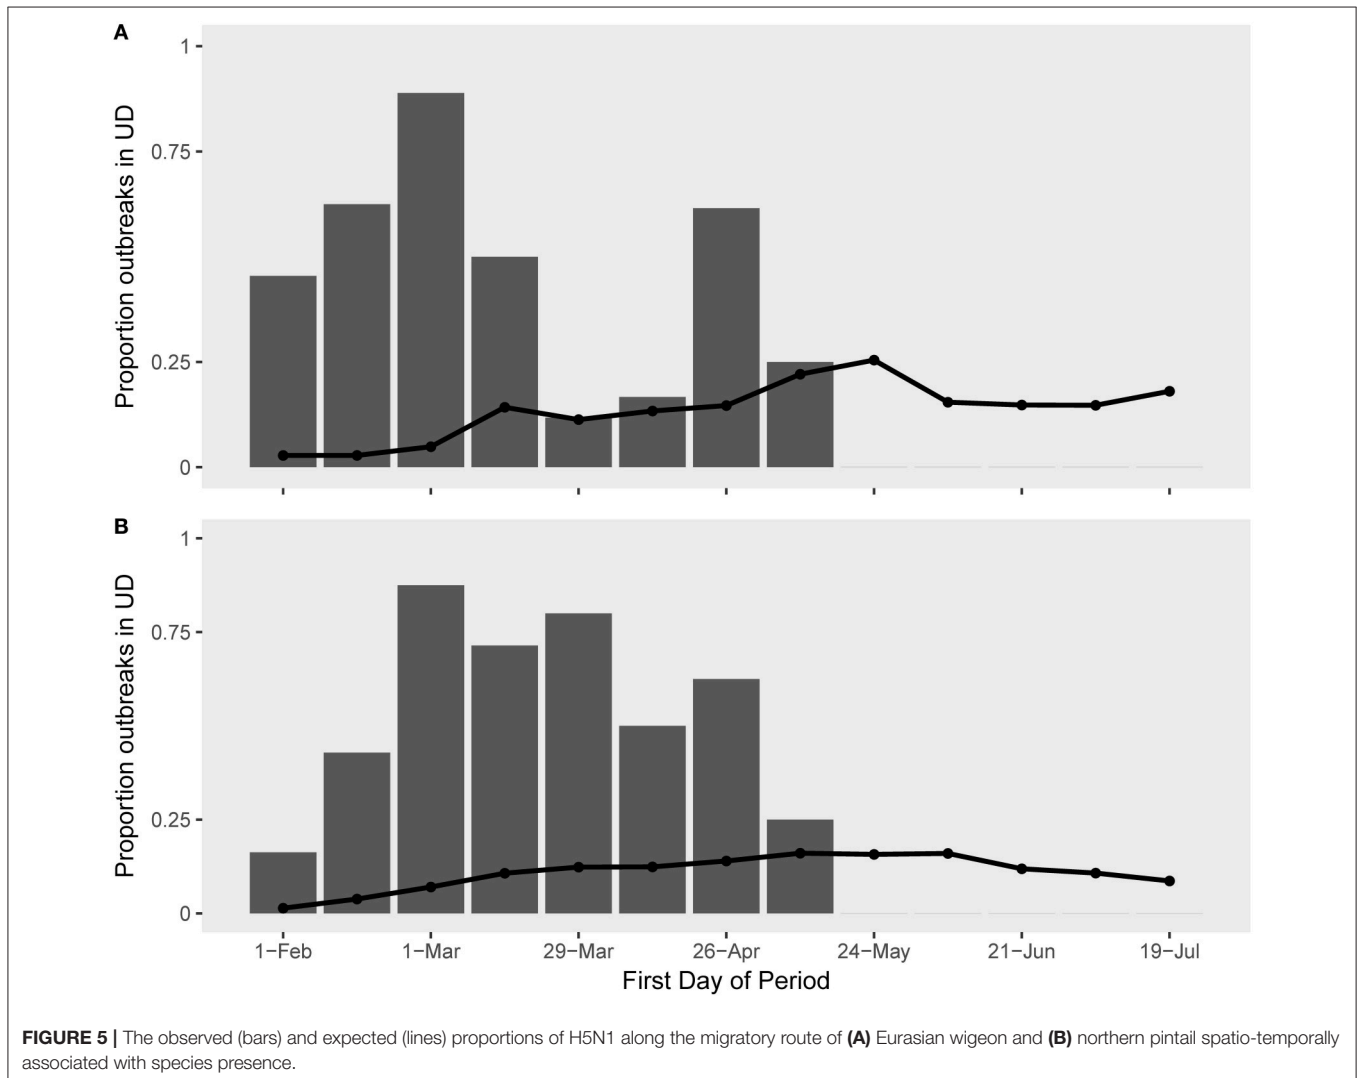 A
1
0.75
0.25
0
Proportion outbreaks in UD
B
1
0.75
0.25
0
Proportion outbreaks in UD
1-Feb 1-Mar 29-Mar 26-Apr 24-May 21-Jun 19-Jul
First Day of Period
FIGURE 5 | The observed (bars) and expected (lines) proportions of H5N1 along the migratory route of (A) Eurasian wigeon and (B) northern pintail spatio-temporally
associated with species presence.